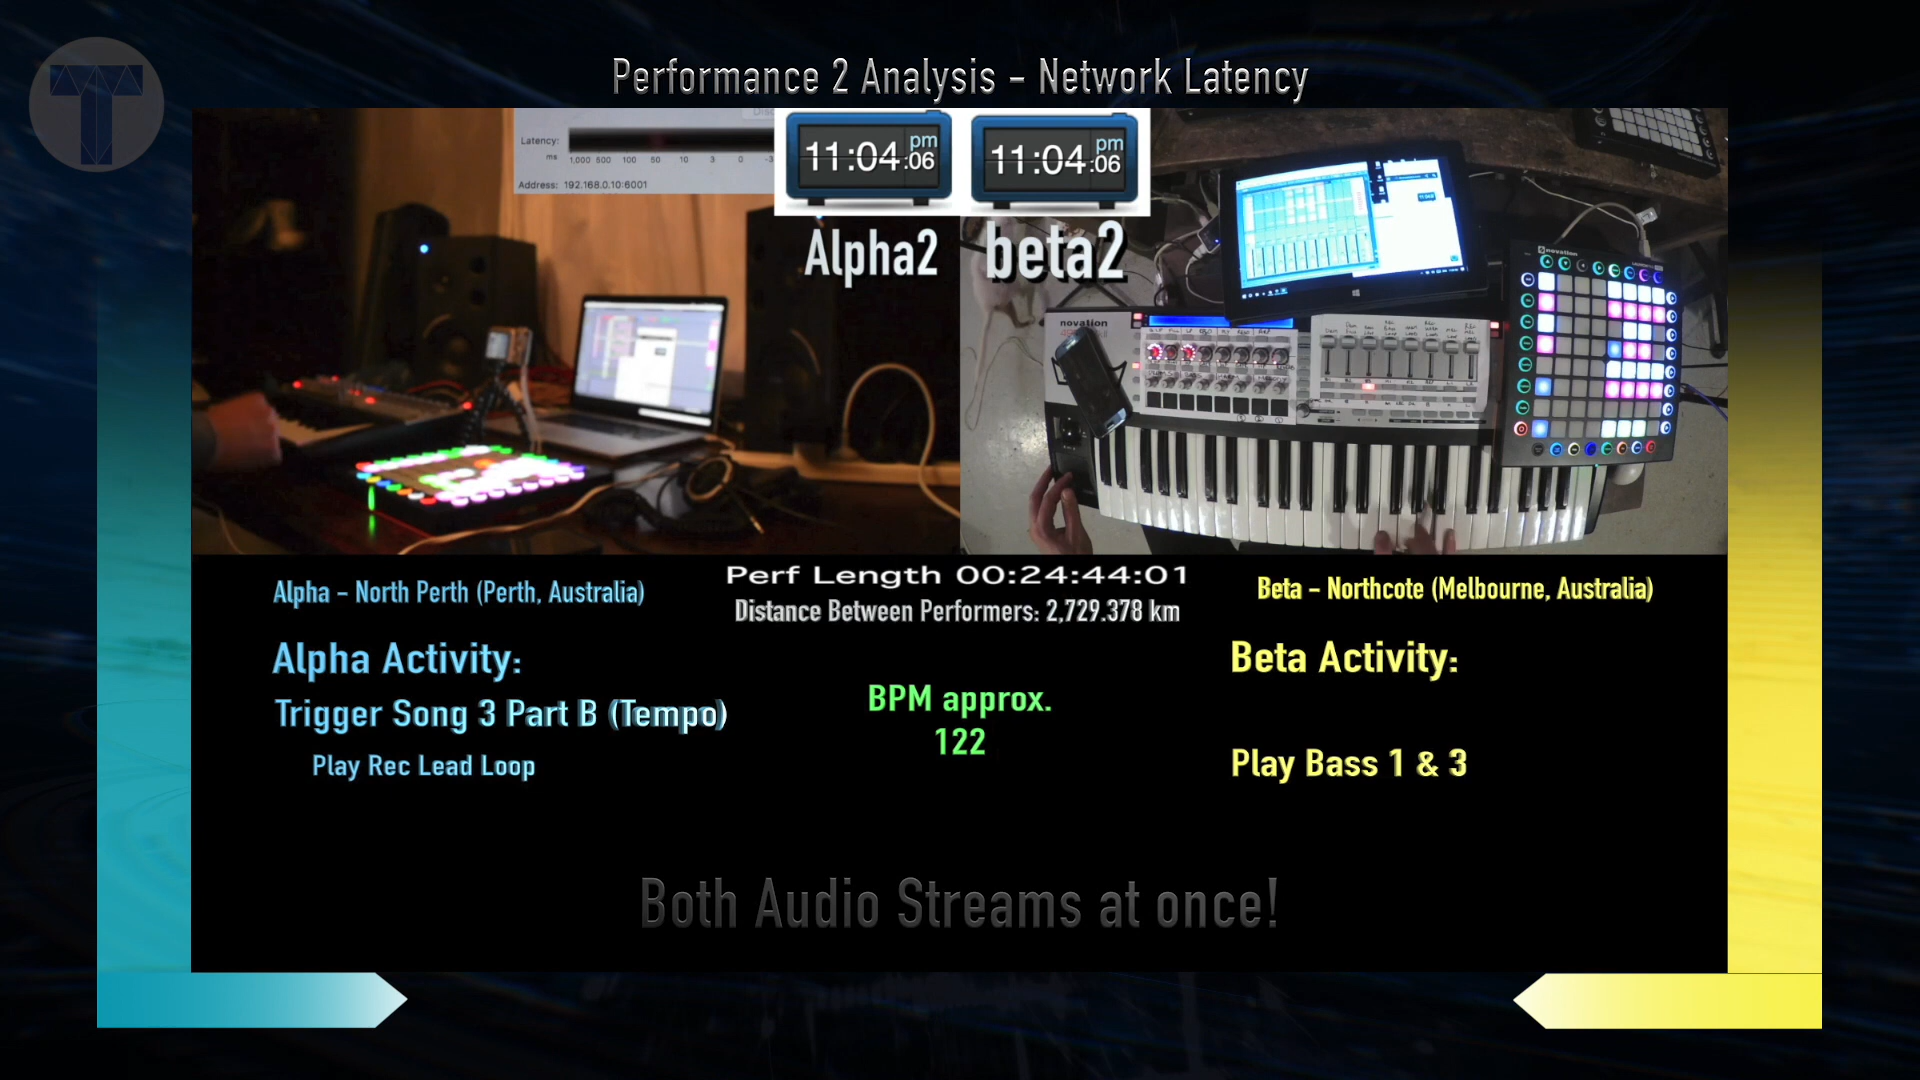 Performance 2 Analysis - Network Latency
Latency:
ms 1,000 600 100 50 10 3 0 -3
Address: 192.168.0.10:6001
11:04:06 pm
11:04:06 pm
Alpha2
beta2
novation
novation
Alpha - North Perth (Perth, Australia)
Perf Length 00:24:44:01
Distance Between Performers: 2,729.378 km
Beta - Northcote (Melbourne, Australia)
Alpha Activity:
Trigger Song 3 Part B (Tempo)
Play Rec Lead Loop
BPM approx.
122
Beta Activity:
Play Bass 1 & 3
Both Audio Streams at once!